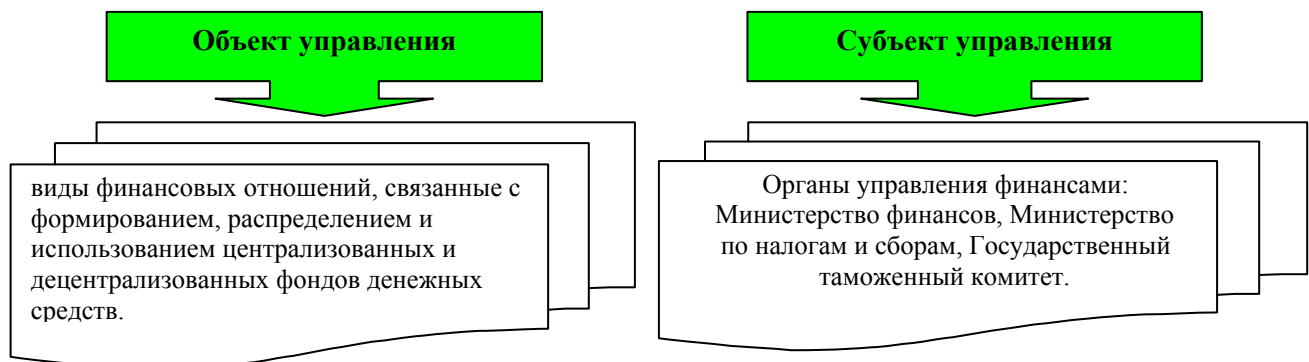 Объект управления
виды финансовых отношений, связанные с
формированием, распределением и
использованием централизованных и
децентрализованных фондов денежных
средств.
Субъект управления
Органы управления финансами:
Министерство финансов, Министерство
по налогам и сборам, Государственный
таможенный комитет.